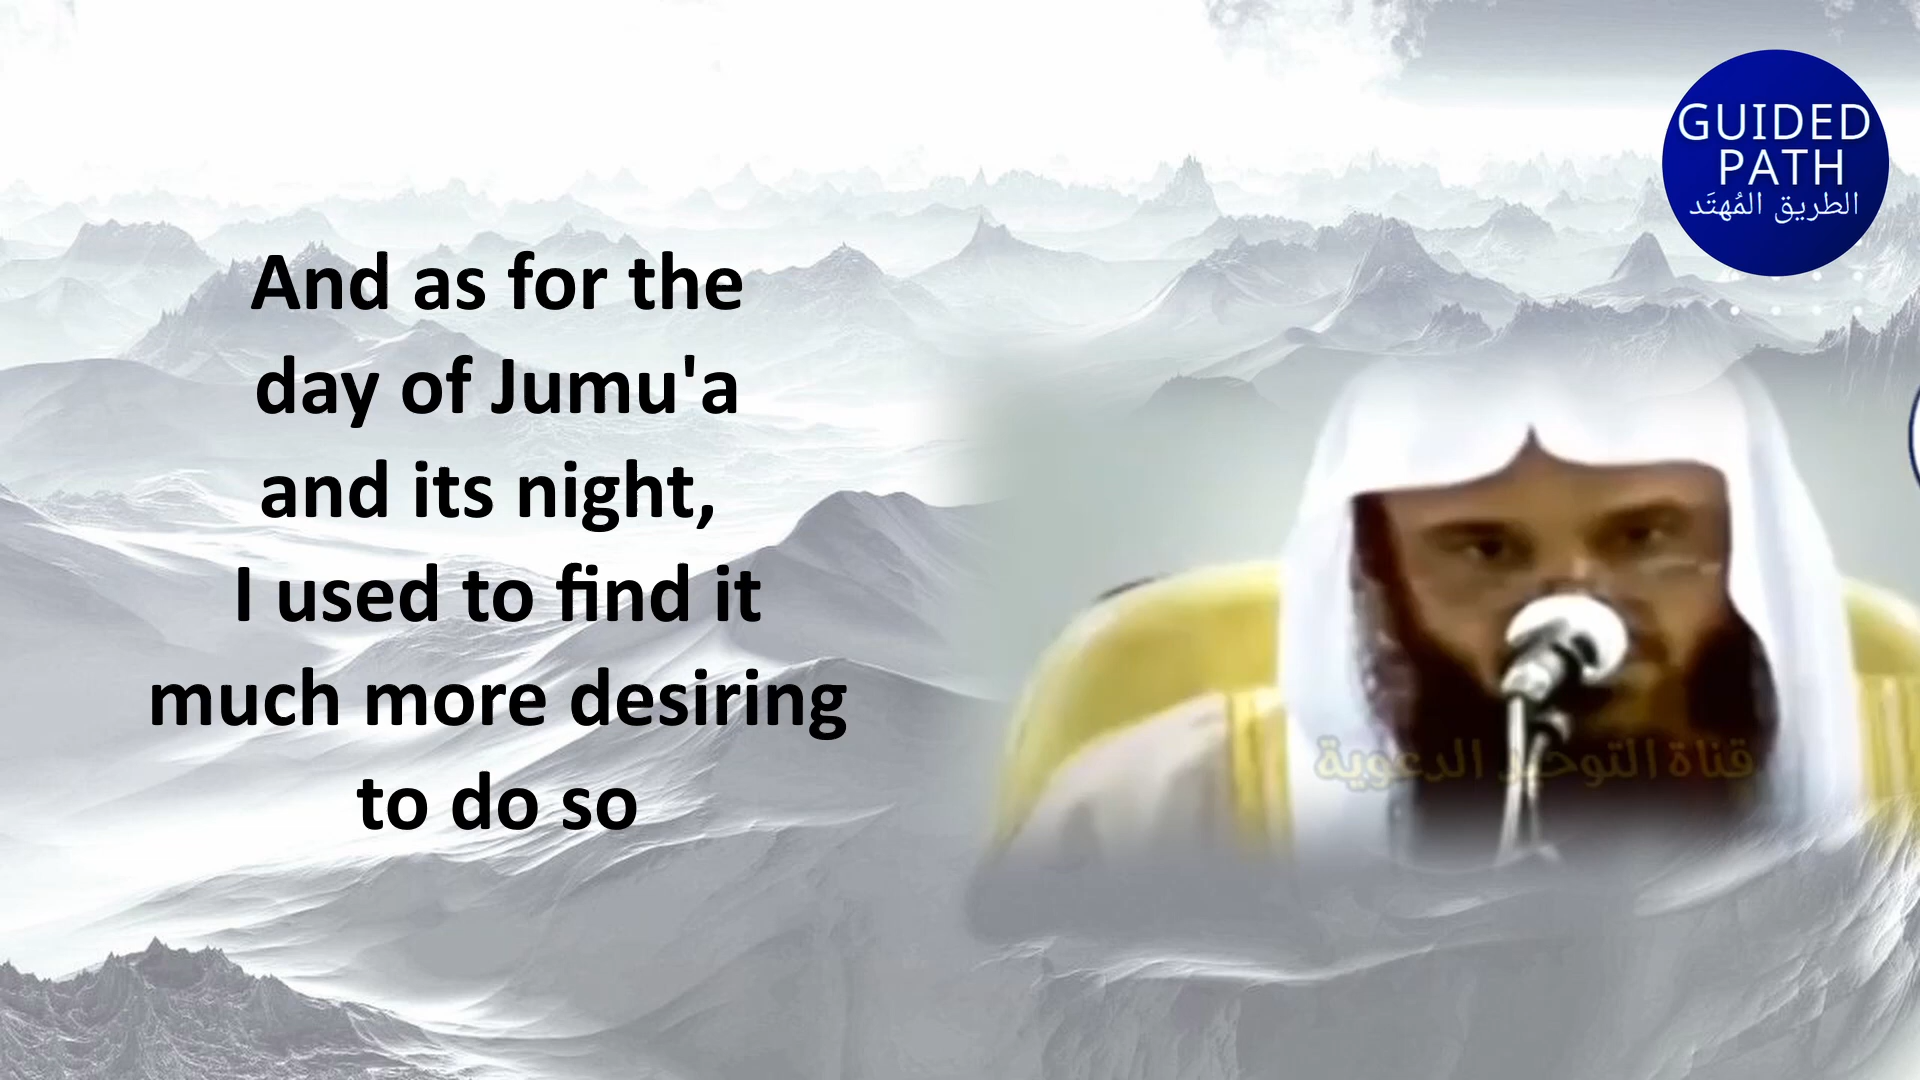 GUIDED
PATH
الطريق المُهتَد
And as for the
day of Jumu'a
and its night,
I used to find it
much more desiring
to do so
قناة التوحيد الدعوية